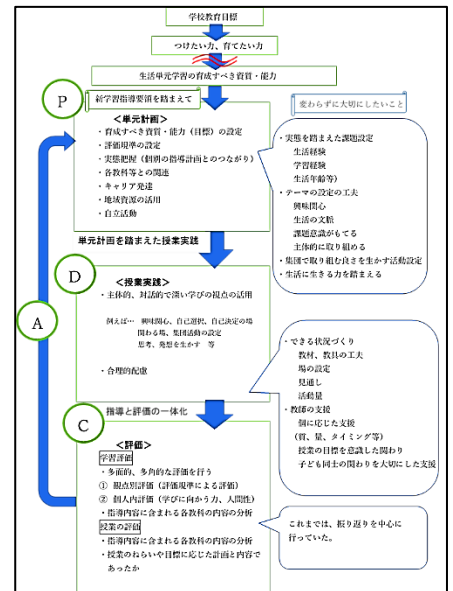 学校教育目標
つけたい力、育てたい力
生活単元学習の育成すべき資質・能力
P
新学習指導要領を踏まえて
＜単元計画＞
・育成すべき資質・能力（目標）の設定
・評価規準の設定
・実態把握（個別の指導計画とのつながり）
・各教科等との関連
・キャリア発達
・地域資源の活用
・自立活動
変わらずに大切にしたいこと
・実態を踏まえた課題設定
生活経験
学習経験
生活年齢等）
・テーマの設定の工夫
興味関心
生活の文脈
課題意識がもてる
主体的に取り組める
・集団で取り組む良さを生かす活動設定
・生活に生きる力を踏まえる
単元計画を踏まえた授業実践
D
＜授業実践＞
・主体的、対話的で深い学びの視点の活用
例えば… 興味関心、自己選択、自己決定の場
関わる場、集団活動の設定
思考、発想を生かす 等
・合理的配慮
A
・できる状況づくり
教材、教具の工夫
場の設定
見通し
活動量
・教師の支援
個に応じた支援
（質、量、タイミング等）
授業の目標を意識した関わり
子ども同士の関わりを大切にした支援
指導と評価の一体化
C
＜評価＞
学習評価
・多面的、多角的な評価を行う
① 観点別評価（評価規準による評価）
② 個人内評価（学びに向かう力、人間性）
・指導内容に含まれる各教科の内容の分析
授業の評価
・指導内容に含まれる各教科の内容の分析
・授業のねらいや目標に応じた計画と内容で
あったか
これまでは、振り返りを中心に
行っていた。